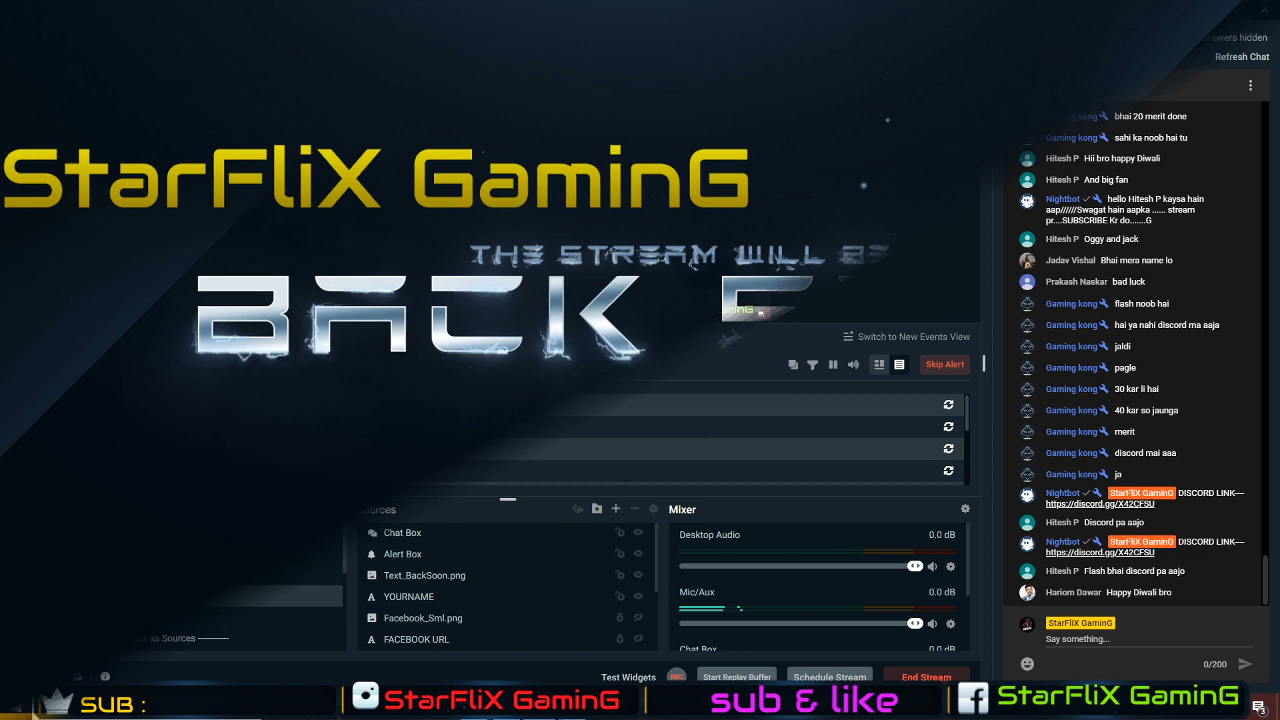 ewers hidden
Refresh Chat
StarFliX GaminG
THE STREAM WILL BE
BACK
Switch to New Events View
Skip Alert
Sources
Chat Box
Alert Box
Text_BackSoon.png
YOURNAME
Facebook_Sml.png
FACEBOOK URL
as Sources
Mixer
Desktop Audio 0.0 dB
Mic/Aux 0.0 dB
Chat Box 0.0 dB
Test Widgets REC Start Replay Buffer Schedule Stream End Stream
Gaming kong bhai 20 merit done
Gaming kong sahi ka noob hai tu
Hitesh P Hii bro happy Diwali
Hitesh P And big fan
Nightbot hello Hitesh P kaysa hain
aap/////Swagat hain aapka ...... stream
pr....SUBSCRIBE Kr do.......G
Hitesh P Oggy and jack
Jadav Vishal Bhai mera name lo
Prakash Naskar bad luck
Gaming kong flash noob hai
Gaming kong hai ya nahi discord ma aaja
Gaming kong jaldi
Gaming kong pagle
Gaming kong 30 kar li hai
Gaming kong 40 kar so jaunga
Gaming kong merit
Gaming kong discord mai aaa
Gaming kong ja
Nightbot StarFliX GaminG DISCORD LINK---
https://discord.gg/X42CFSU
Hitesh P Discord pa aajo
Nightbot StarFliX GaminG DISCORD LINK---
https://discord.gg/X42CFSU
Hitesh P Flash bhai discord pa aajo
Hariom Dawar Happy Diwali bro
StarFliX GaminG
Say something...
0/200
SUB :
StarFliX GaminG
sub & like
StarFliX GaminG